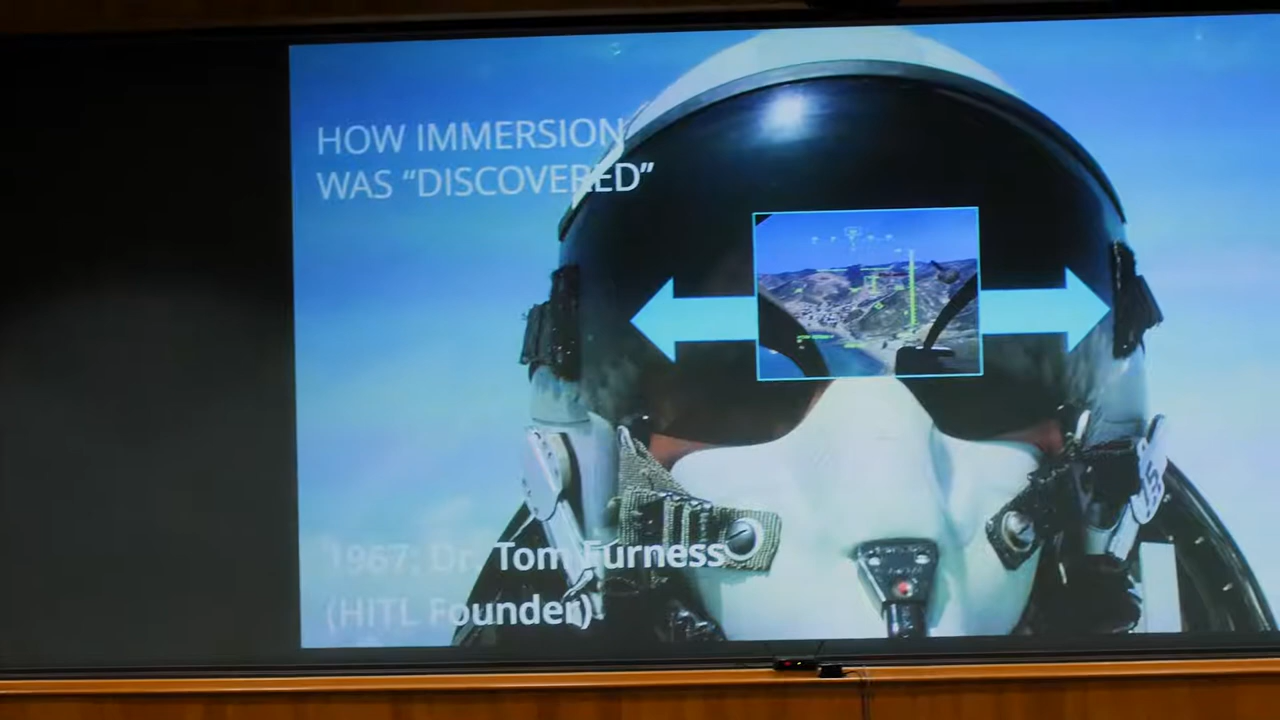 HOW IMMERSION
WAS “DISCOVERED”
1967; Dr. Tom Furness
(HITL Founder)